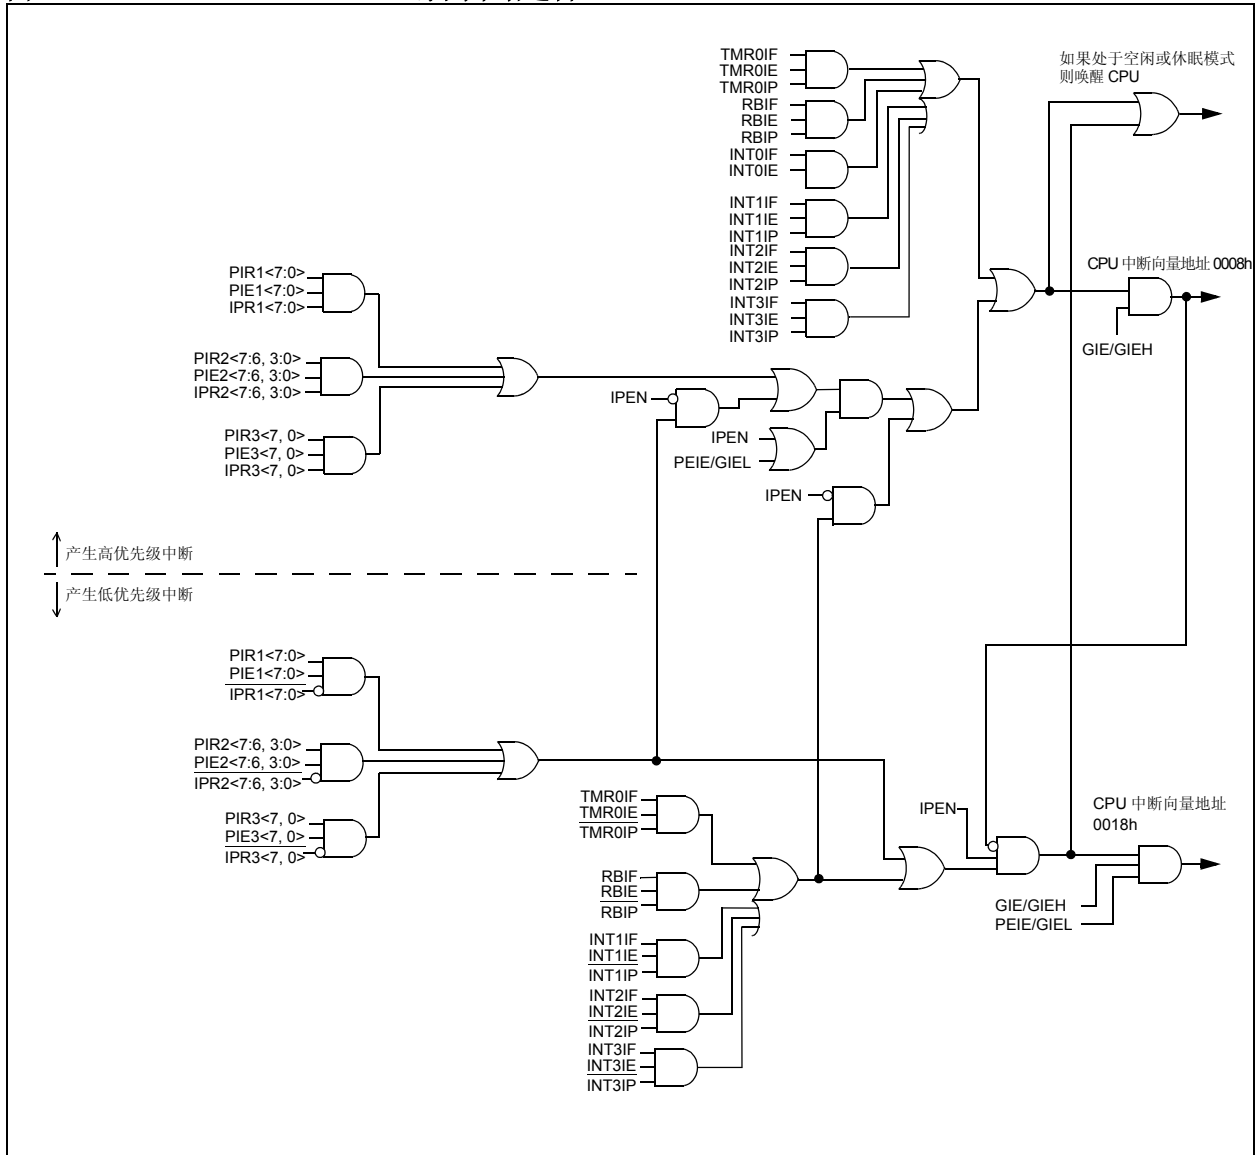 TMR0IF
TMR0IE
TMR0IP
RBIF
RBIE
RBIP
INT0IF
INT0IE
INT1IF
INT1IE
INT1IP
INT2IF
INT2IE
INT2IP
INT3IF
INT3IE
INT3IP
如果处于空闲或休眠模式
则唤醒 CPU
CPU 中断向量地址 0008h
GIE/GIEH
PIR1<7:0>
PIE1<7:0>
IPR1<7:0>
PIR2<7:6, 3:0>
PIE2<7:6, 3:0>
IPR2<7:6, 3:0>
PIR3<7, 0>
PIE3<7, 0>
IPR3<7, 0>
IPEN
IPEN
PEIE/GIEL
IPEN
产生高优先级中断
产生低优先级中断
PIR1<7:0>
PIE1<7:0>
IPR1<7:0>
PIR2<7:6, 3:0>
PIE2<7:6, 3:0>
IPR2<7:6, 3:0>
PIR3<7, 0>
PIE3<7, 0>
IPR3<7, 0>
TMR0IF
TMR0IE
TMR0IP
RBIF
RBIE
RBIP
INT1IF
INT1IE
INT1IP
INT2IF
INT2IE
INT2IP
INT3IF
INT3IE
INT3IP
IPEN
CPU 中断向量地址
0018h
GIE/GIEH
PEIE/GIEL